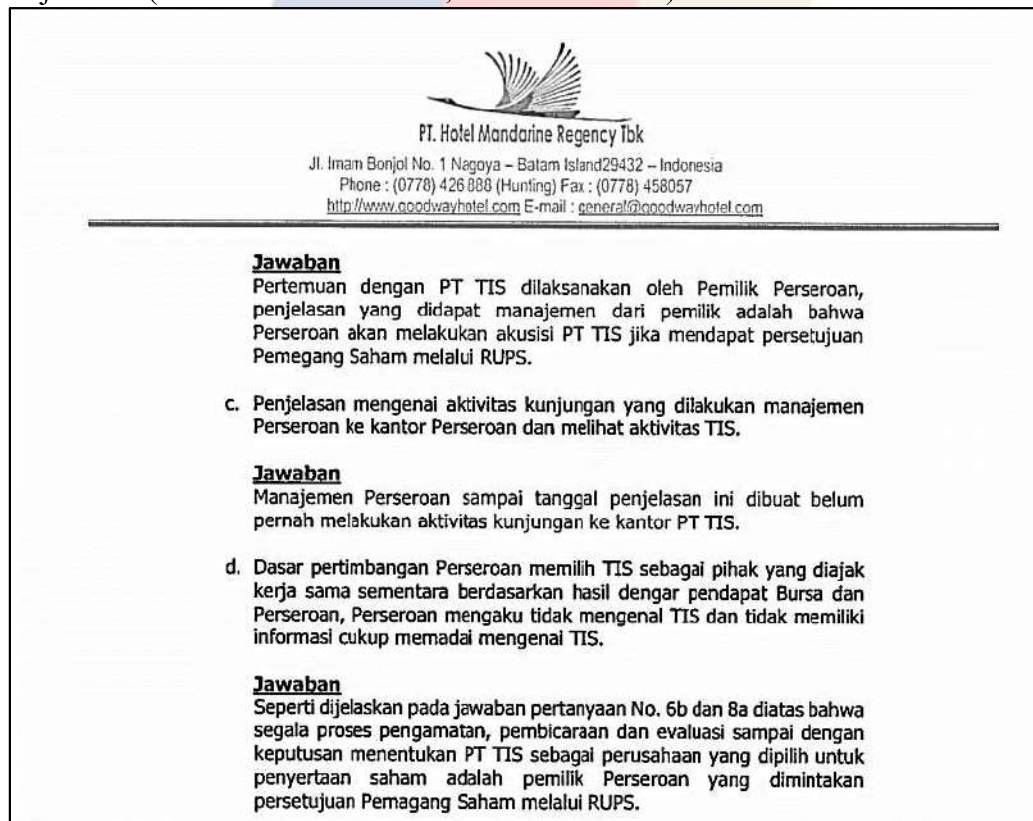 PT. Hotel Mandarine Regency Tbk
Jl. Imam Bonjol No. 1 Nagoya – Batam Island29432 – Indonesia
Phone : (0778) 426 888 (Hunting) Fax : (0778) 458057
http://www.goodwayhotel.com E-mail : general@goodwayhotel.com
Jawaban
Pertemuan dengan PT TIS dilaksanakan oleh Pemilik Perseroan,
penjelasan yang didapat manajemen dari pemilik adalah bahwa
Perseroan akan melakukan akusisi PT TIS jika mendapat persetujuan
Pemegang Saham melalui RUPS.
c. Penjelasan mengenai aktivitas kunjungan yang dilakukan manajemen
Perseroan ke kantor Perseroan dan melihat aktivitas TIS.
Jawaban
Manajemen Perseroan sampai tanggal penjelasan ini dibuat belum
pernah melakukan aktivitas kunjungan ke kantor PT TIS.
d. Dasar pertimbangan Perseroan memilih TIS sebagai pihak yang diajak
kerja sama sementara berdasarkan hasil dengar pendapat Bursa dan
Perseroan, Perseroan mengaku tidak mengenal TIS dan tidak memiliki
informasi cukup memadai mengenai TIS.
Jawaban
Seperti dijelaskan pada jawaban pertanyaan No. 6b dan 8a diatas bahwa
segala proses pengamatan, pembicaraan dan evaluasi sampai dengan
keputusan menentukan PT TIS sebagai perusahaan yang dipilih untuk
penyertaan saham adalah pemilik Perseroan yang dimintakan
persetujuan Pemagang Saham melalui RUPS.